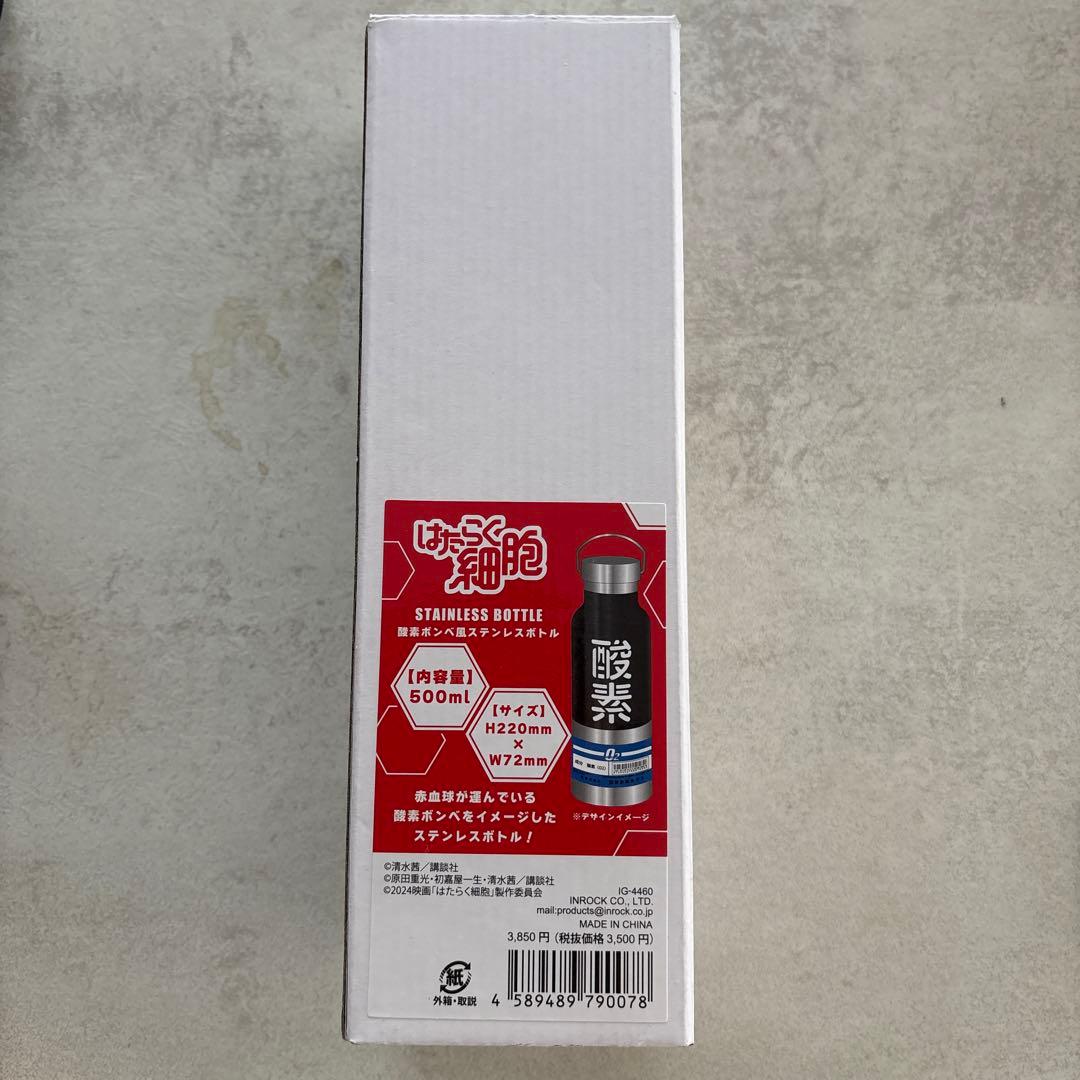 はたらく
細胞
STAINLESS BOTTLE
酸素ボンベ風ステンレスボトル
【内容量】
500ml
【サイズ】
H220mm
×
W72mm
酸素
O2
赤血球が運んでいる
酸素ボンベをイメージした
ステンレスボトル!
※デザインイメージ
©清水茜/講談社
©原田重光・初嘉屋一生・清水茜/講談社
©2024映画「はたらく細胞」製作委員会
IG-4460
INROCK CO., LTD.
mail:products@inrock.co.jp
MADE IN CHINA
3,850円(税抜価格3,500円)
紙
外箱・取説
4 589489 790078